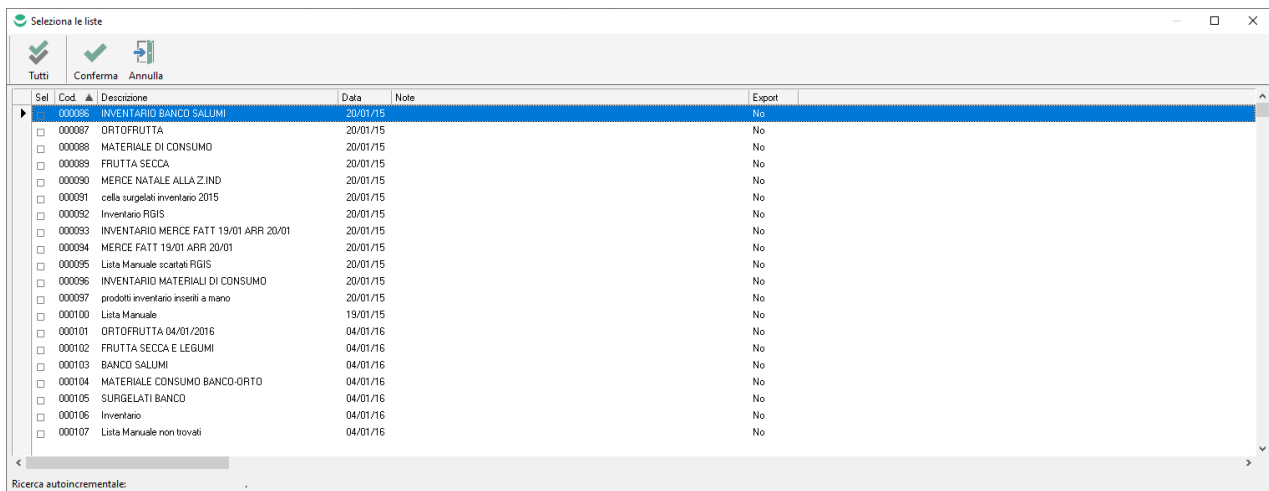 Seleziona le liste
Tutti Conferma Annulla
Sel Cod. Descrizione Data Note Export
000086 INVENTARIO BANCO SALUMI 20/01/15 No
000087 ORTOFRUTTA 20/01/15 No
000088 MATERIALE DI CONSUMO 20/01/15 No
000089 FRUTTA SECCA 20/01/15 No
000090 MERCE NATALE ALLA Z.IND 20/01/15 No
000091 cella surgelati inventario 2015 20/01/15 No
000092 Inventario RGIS 20/01/15 No
000093 INVENTARIO MERCE FATT 19/01 ARR 20/01 20/01/15 No
000094 MERCE FATT 19/01 ARR 20/01 20/01/15 No
000095 Lista Manuale scartati RGIS 20/01/15 No
000096 INVENTARIO MATERIALI DI CONSUMO 20/01/15 No
000097 prodotti inventario inseriti a mano 20/01/15 No
000100 Lista Manuale 19/01/15 No
000101 ORTOFRUTTA 04/01/2016 04/01/16 No
000102 FRUTTA SECCA E LEGUMI 04/01/16 No
000103 BANCO SALUMI 04/01/16 No
000104 MATERIALE CONSUMO BANCO-ORTO 04/01/16 No
000105 SURGELATI BANCO 04/01/16 No
000106 Inventario 04/01/16 No
000107 Lista Manuale non trovati 04/01/16 No
Ricerca autoincrementale: .